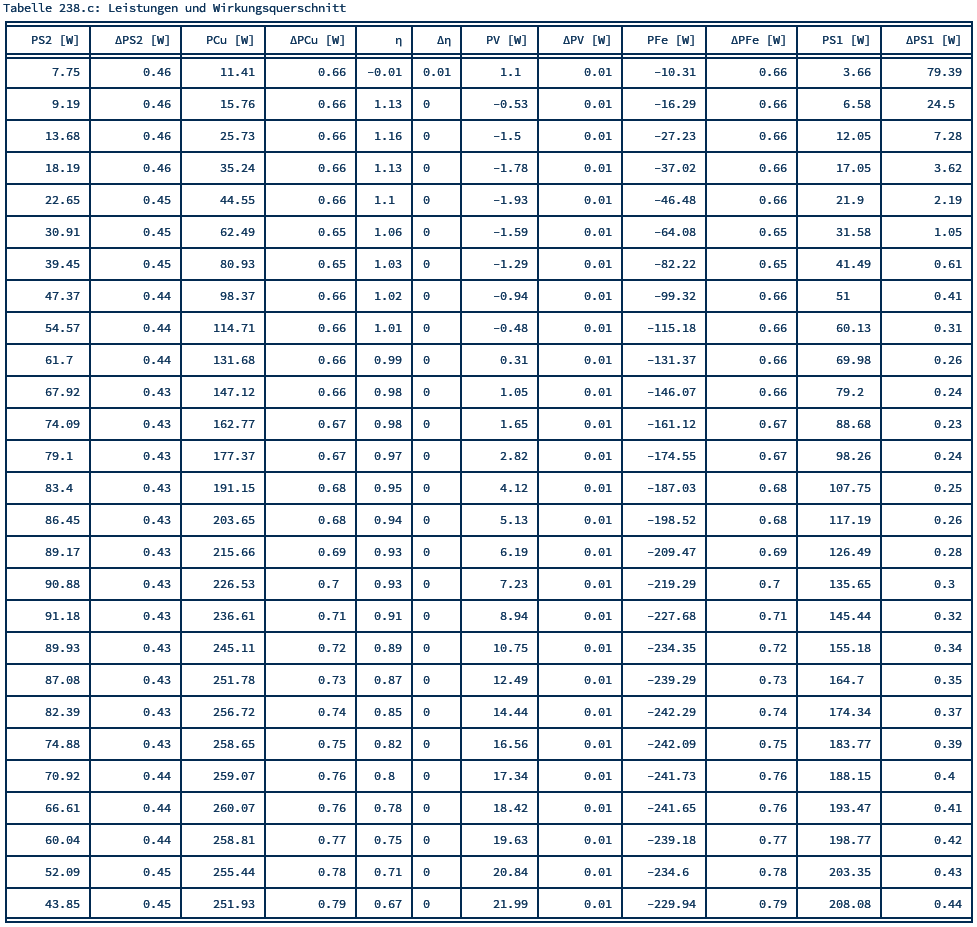 Tabelle 238.c: Leistungen und Wirkungsquerschnitt
PS2 [W] ΔPS2 [W] PCu [W] ΔPCu [W] η Δη PV [W] ΔPV [W] PFe [W] ΔPFe [W] PS1 [W] ΔPS1 [W]
7.75 0.46 11.41 0.66 −0.01 0.01 1.1 0.01 −10.31 0.66 3.66 79.39
9.19 0.46 15.76 0.66 1.13 0 −0.53 0.01 −16.29 0.66 6.58 24.5
13.68 0.46 25.73 0.66 1.16 0 −1.5 0.01 −27.23 0.66 12.05 7.28
18.19 0.46 35.24 0.66 1.13 0 −1.78 0.01 −37.02 0.66 17.05 3.62
22.65 0.45 44.55 0.66 1.1 0 −1.93 0.01 −46.48 0.66 21.9 2.19
30.91 0.45 62.49 0.65 1.06 0 −1.59 0.01 −64.08 0.65 31.58 1.05
39.45 0.45 80.93 0.65 1.03 0 −1.29 0.01 −82.22 0.65 41.49 0.61
47.37 0.44 98.37 0.66 1.02 0 −0.94 0.01 −99.32 0.66 51 0.41
54.57 0.44 114.71 0.66 1.01 0 −0.48 0.01 −115.18 0.66 60.13 0.31
61.7 0.44 131.68 0.66 0.99 0 0.31 0.01 −131.37 0.66 69.98 0.26
67.92 0.43 147.12 0.66 0.98 0 1.05 0.01 −146.07 0.66 79.2 0.24
74.09 0.43 162.77 0.67 0.98 0 1.65 0.01 −161.12 0.67 88.68 0.23
79.1 0.43 177.37 0.67 0.97 0 2.82 0.01 −174.55 0.67 98.26 0.24
83.4 0.43 191.15 0.68 0.95 0 4.12 0.01 −187.03 0.68 107.75 0.25
86.45 0.43 203.65 0.68 0.94 0 5.13 0.01 −198.52 0.68 117.19 0.26
89.17 0.43 215.66 0.69 0.93 0 6.19 0.01 −209.47 0.69 126.49 0.28
90.88 0.43 226.53 0.7 0.93 0 7.23 0.01 −219.29 0.7 135.65 0.3
91.18 0.43 236.61 0.71 0.91 0 8.94 0.01 −227.68 0.71 145.44 0.32
89.93 0.43 245.11 0.72 0.89 0 10.75 0.01 −234.35 0.72 155.18 0.34
87.08 0.43 251.78 0.73 0.87 0 12.49 0.01 −239.29 0.73 164.7 0.35
82.39 0.43 256.72 0.74 0.85 0 14.44 0.01 −242.29 0.74 174.34 0.37
74.88 0.43 258.65 0.75 0.82 0 16.56 0.01 −242.09 0.75 183.77 0.39
70.92 0.44 259.07 0.76 0.8 0 17.34 0.01 −241.73 0.76 188.15 0.4
66.61 0.44 260.07 0.76 0.78 0 18.42 0.01 −241.65 0.76 193.47 0.41
60.04 0.44 258.81 0.77 0.75 0 19.63 0.01 −239.18 0.77 198.77 0.42
52.09 0.45 255.44 0.78 0.71 0 20.84 0.01 −234.6 0.78 203.35 0.43
43.85 0.45 251.93 0.79 0.67 0 21.99 0.01 −229.94 0.79 208.08 0.44